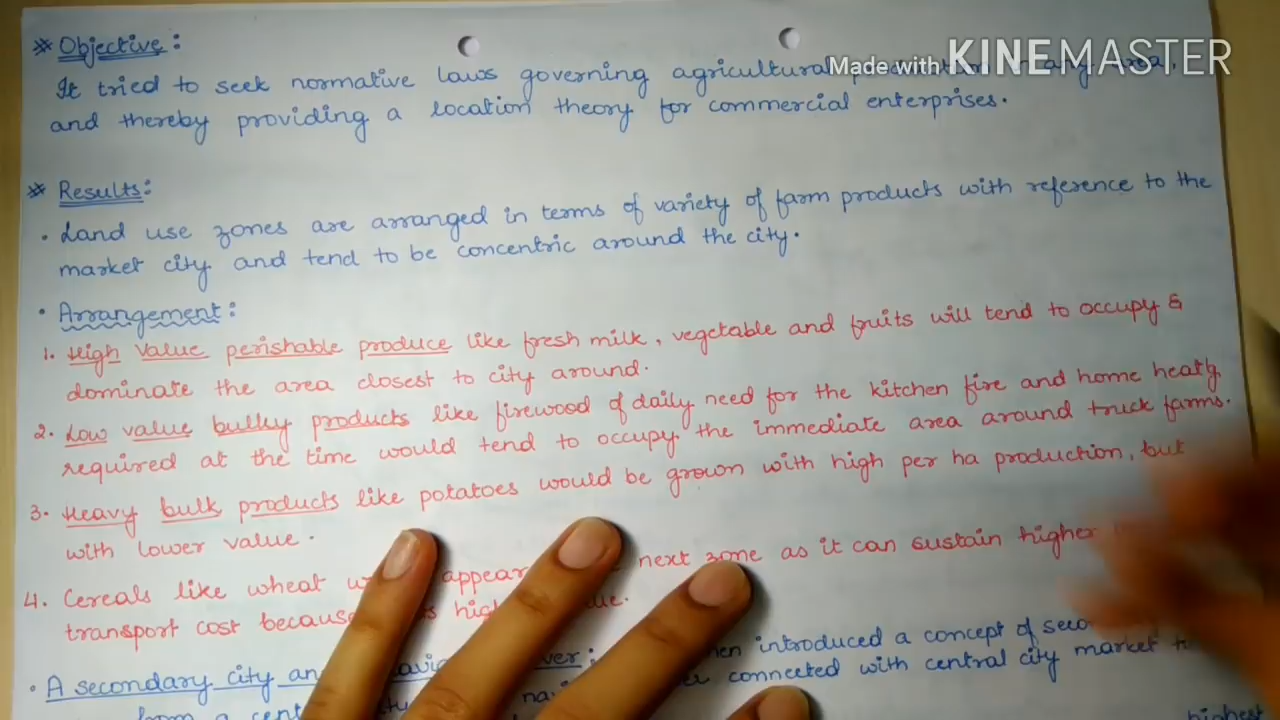 Made with KINEMASTER
* Objective:
It tried to seek normative laws governing agricultural
and thereby providing a location theory for commercial enterprises.
* Results:
• Land use zones are arranged in terms of variety of farm products with reference to the
market city and tend to be concentric around the city.
• Arrangement:
1. High value perishable produce like fresh milk, vegetable and fruits will tend to occupy &
dominate the area closest to city around.
2. Low value bulley products like firewood of daily need for the kitchen fire and home heatg
required at the time would tend to occupy the immediate area around truck farms.
3. Heavy bulk products like potatoes would be grown with high per ha production, but
with lower value.
4. Cereals like wheat appear next zone as it can sustain higher
transport cost because
• A secondary city an introduced a concept of
connected with central city market
from a
highest